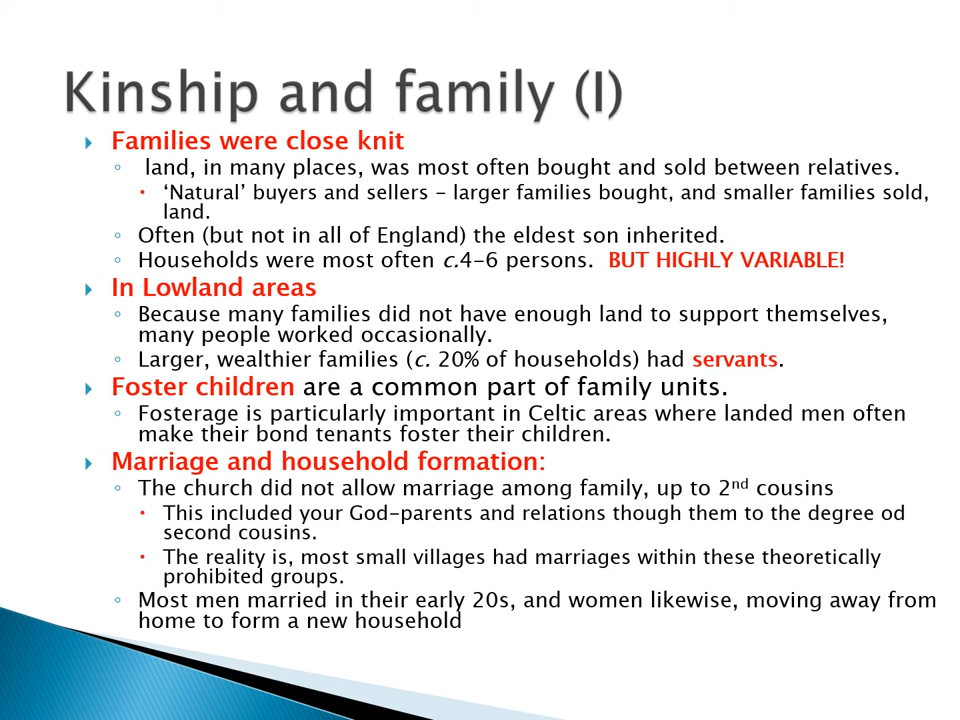 Kinship and family (I)
Families were close knit
land, in many places, was most often bought and sold between relatives.
‘Natural’ buyers and sellers – larger families bought, and smaller families sold,
land.
Often (but not in all of England) the eldest son inherited.
Households were most often c.4–6 persons. BUT HIGHLY VARIABLE!
In Lowland areas
Because many families did not have enough land to support themselves,
many people worked occasionally.
Larger, wealthier families (c. 20% of households) had servants.
Foster children are a common part of family units.
Fosterage is particularly important in Celtic areas where landed men often
make their bond tenants foster their children.
Marriage and household formation:
The church did not allow marriage among family, up to 2nd cousins
This included your God-parents and relations though them to the degree od
second cousins.
The reality is, most small villages had marriages within these theoretically
prohibited groups.
Most men married in their early 20s, and women likewise, moving away from
home to form a new household